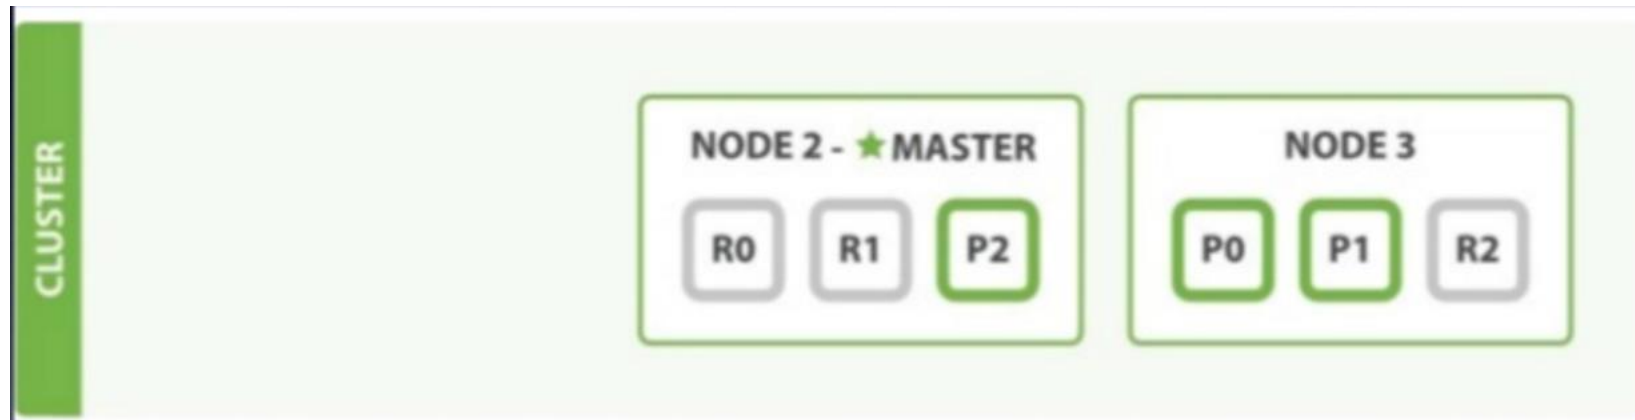 CLUSTER
NODE 2 - ★MASTER
R0 R1 P2
NODE 3
P0 P1 R2